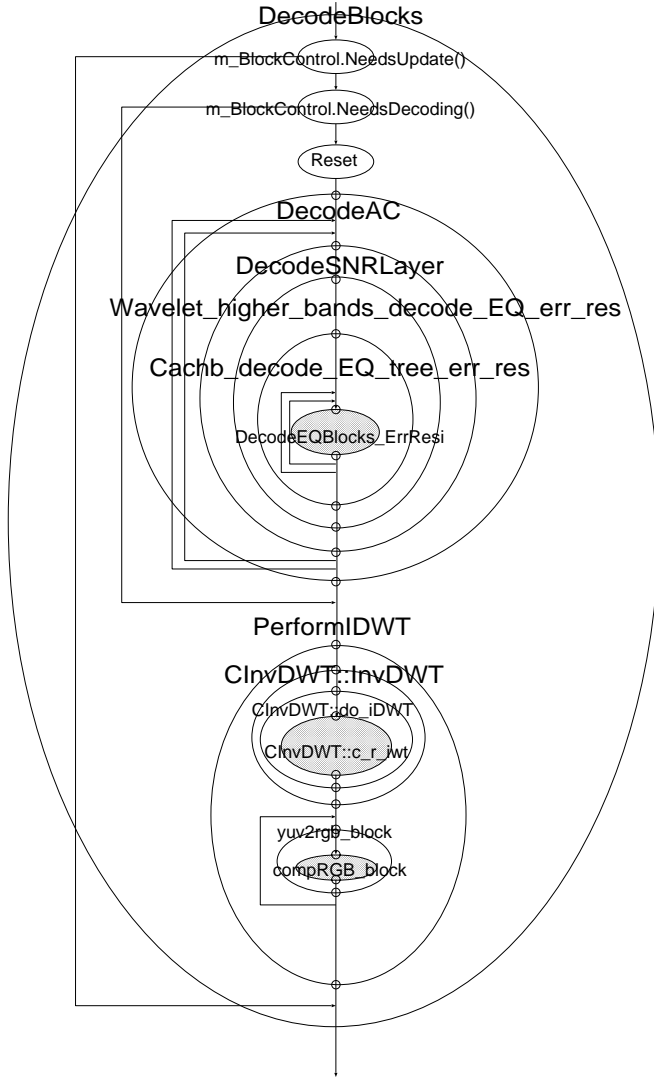 DecodeBlocks
m_BlockControl.NeedsUpdate()
m_BlockControl.NeedsDecoding()
Reset
DecodeAC
DecodeSNRLayer
Wavelet_higher_bands_decode_EQ_err_res
Cachb_decode_EQ_tree_err_res
DecodeEQBlocks_ErrResi
PerformIDWT
CInvDWT::InvDWT
CInvDWT::do_iDWT
CInvDWT::c_r_iwt
yuv2rgb_block
compRGB_block